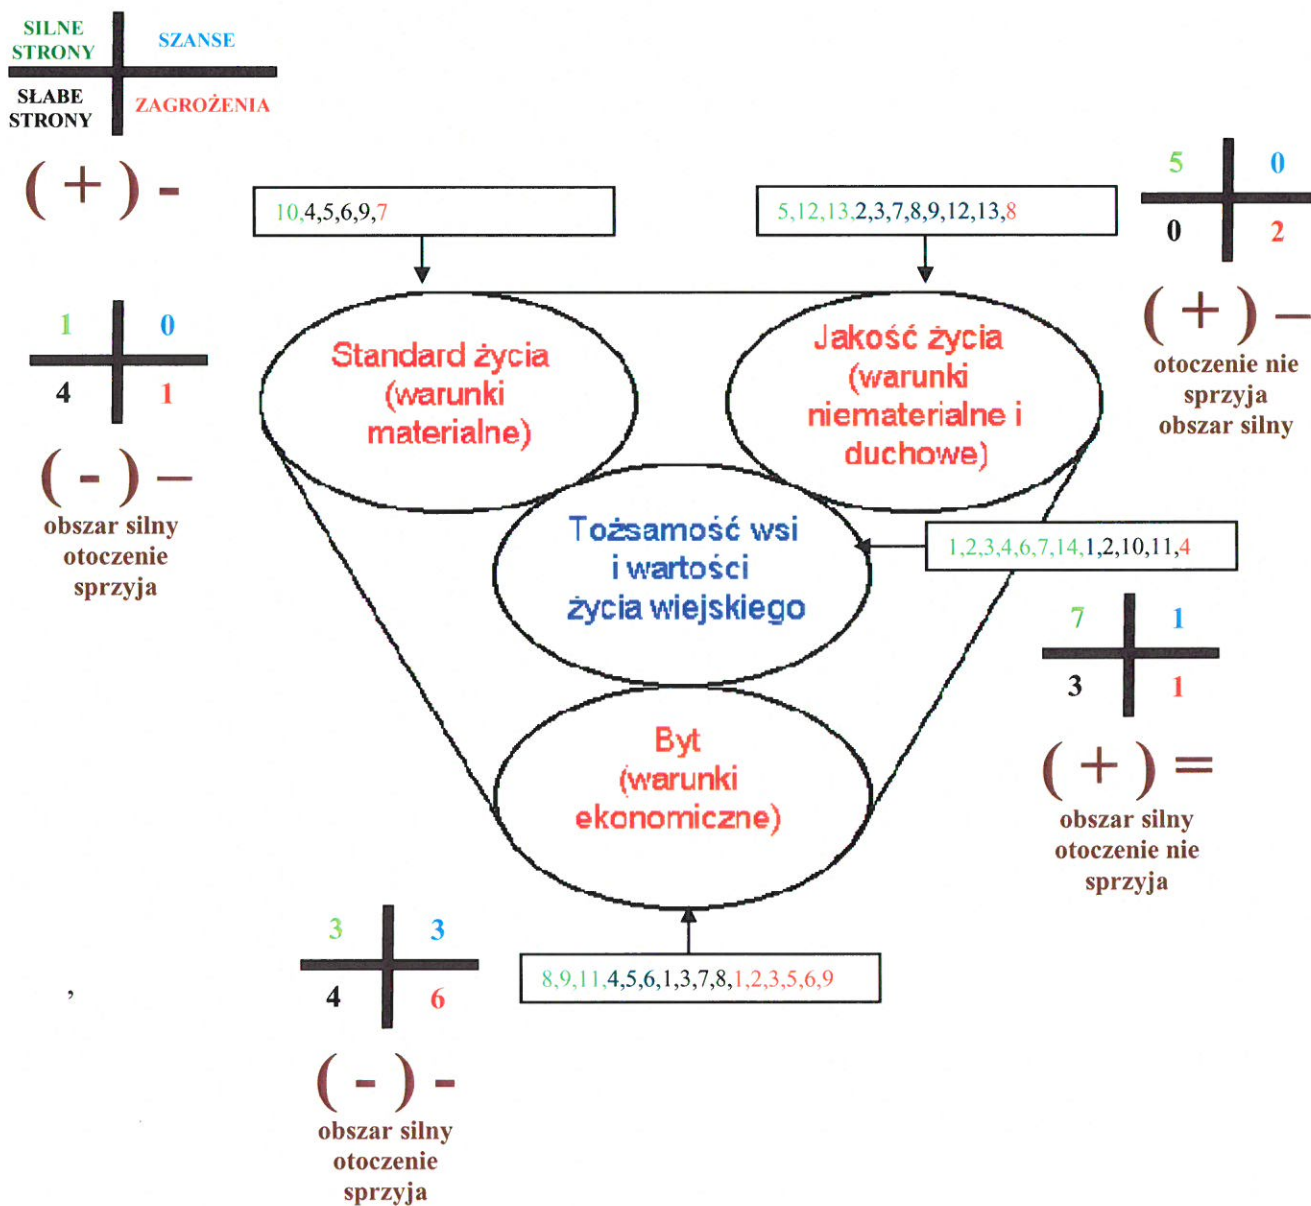 SILNE
STRONY
SZANSE
SŁABE
STRONY
ZAGROŻENIA
( + ) -
10,4,5,6,9,7
5,12,13,2,3,7,8,9,12,13,8
5
0
0
2
( + ) –
otoczenie nie
sprzyja
obszar silny
1
0
4
1
( - ) –
obszar silny
otoczenie
sprzyja
Standard życia
(warunki
materialne)
Jakość życia
(warunki
niematerialne i
duchowe)
Tożsamość wsi
i wartości
życia wiejskiego
1,2,3,4,6,7,14,1,2,10,11,4
7
1
3
1
( + ) =
obszar silny
otoczenie nie
sprzyja
Byt
(warunki
ekonomiczne)
3
3
4
6
8,9,11,4,5,6,1,3,7,8,1,2,3,5,6,9
,
( - ) -
obszar silny
otoczenie
sprzyja